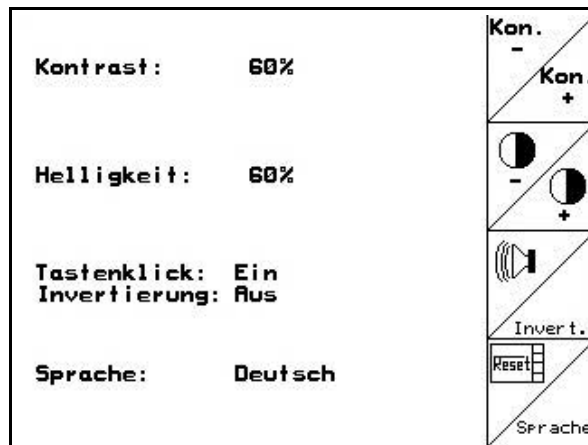 Kontrast: 60%
Helligkeit: 60%
Tastenklick: Ein
Invertierung: Aus
Sprache: Deutsch
Kon.
-
Kon.
+
-
+
Invert.
Reset
Sprache